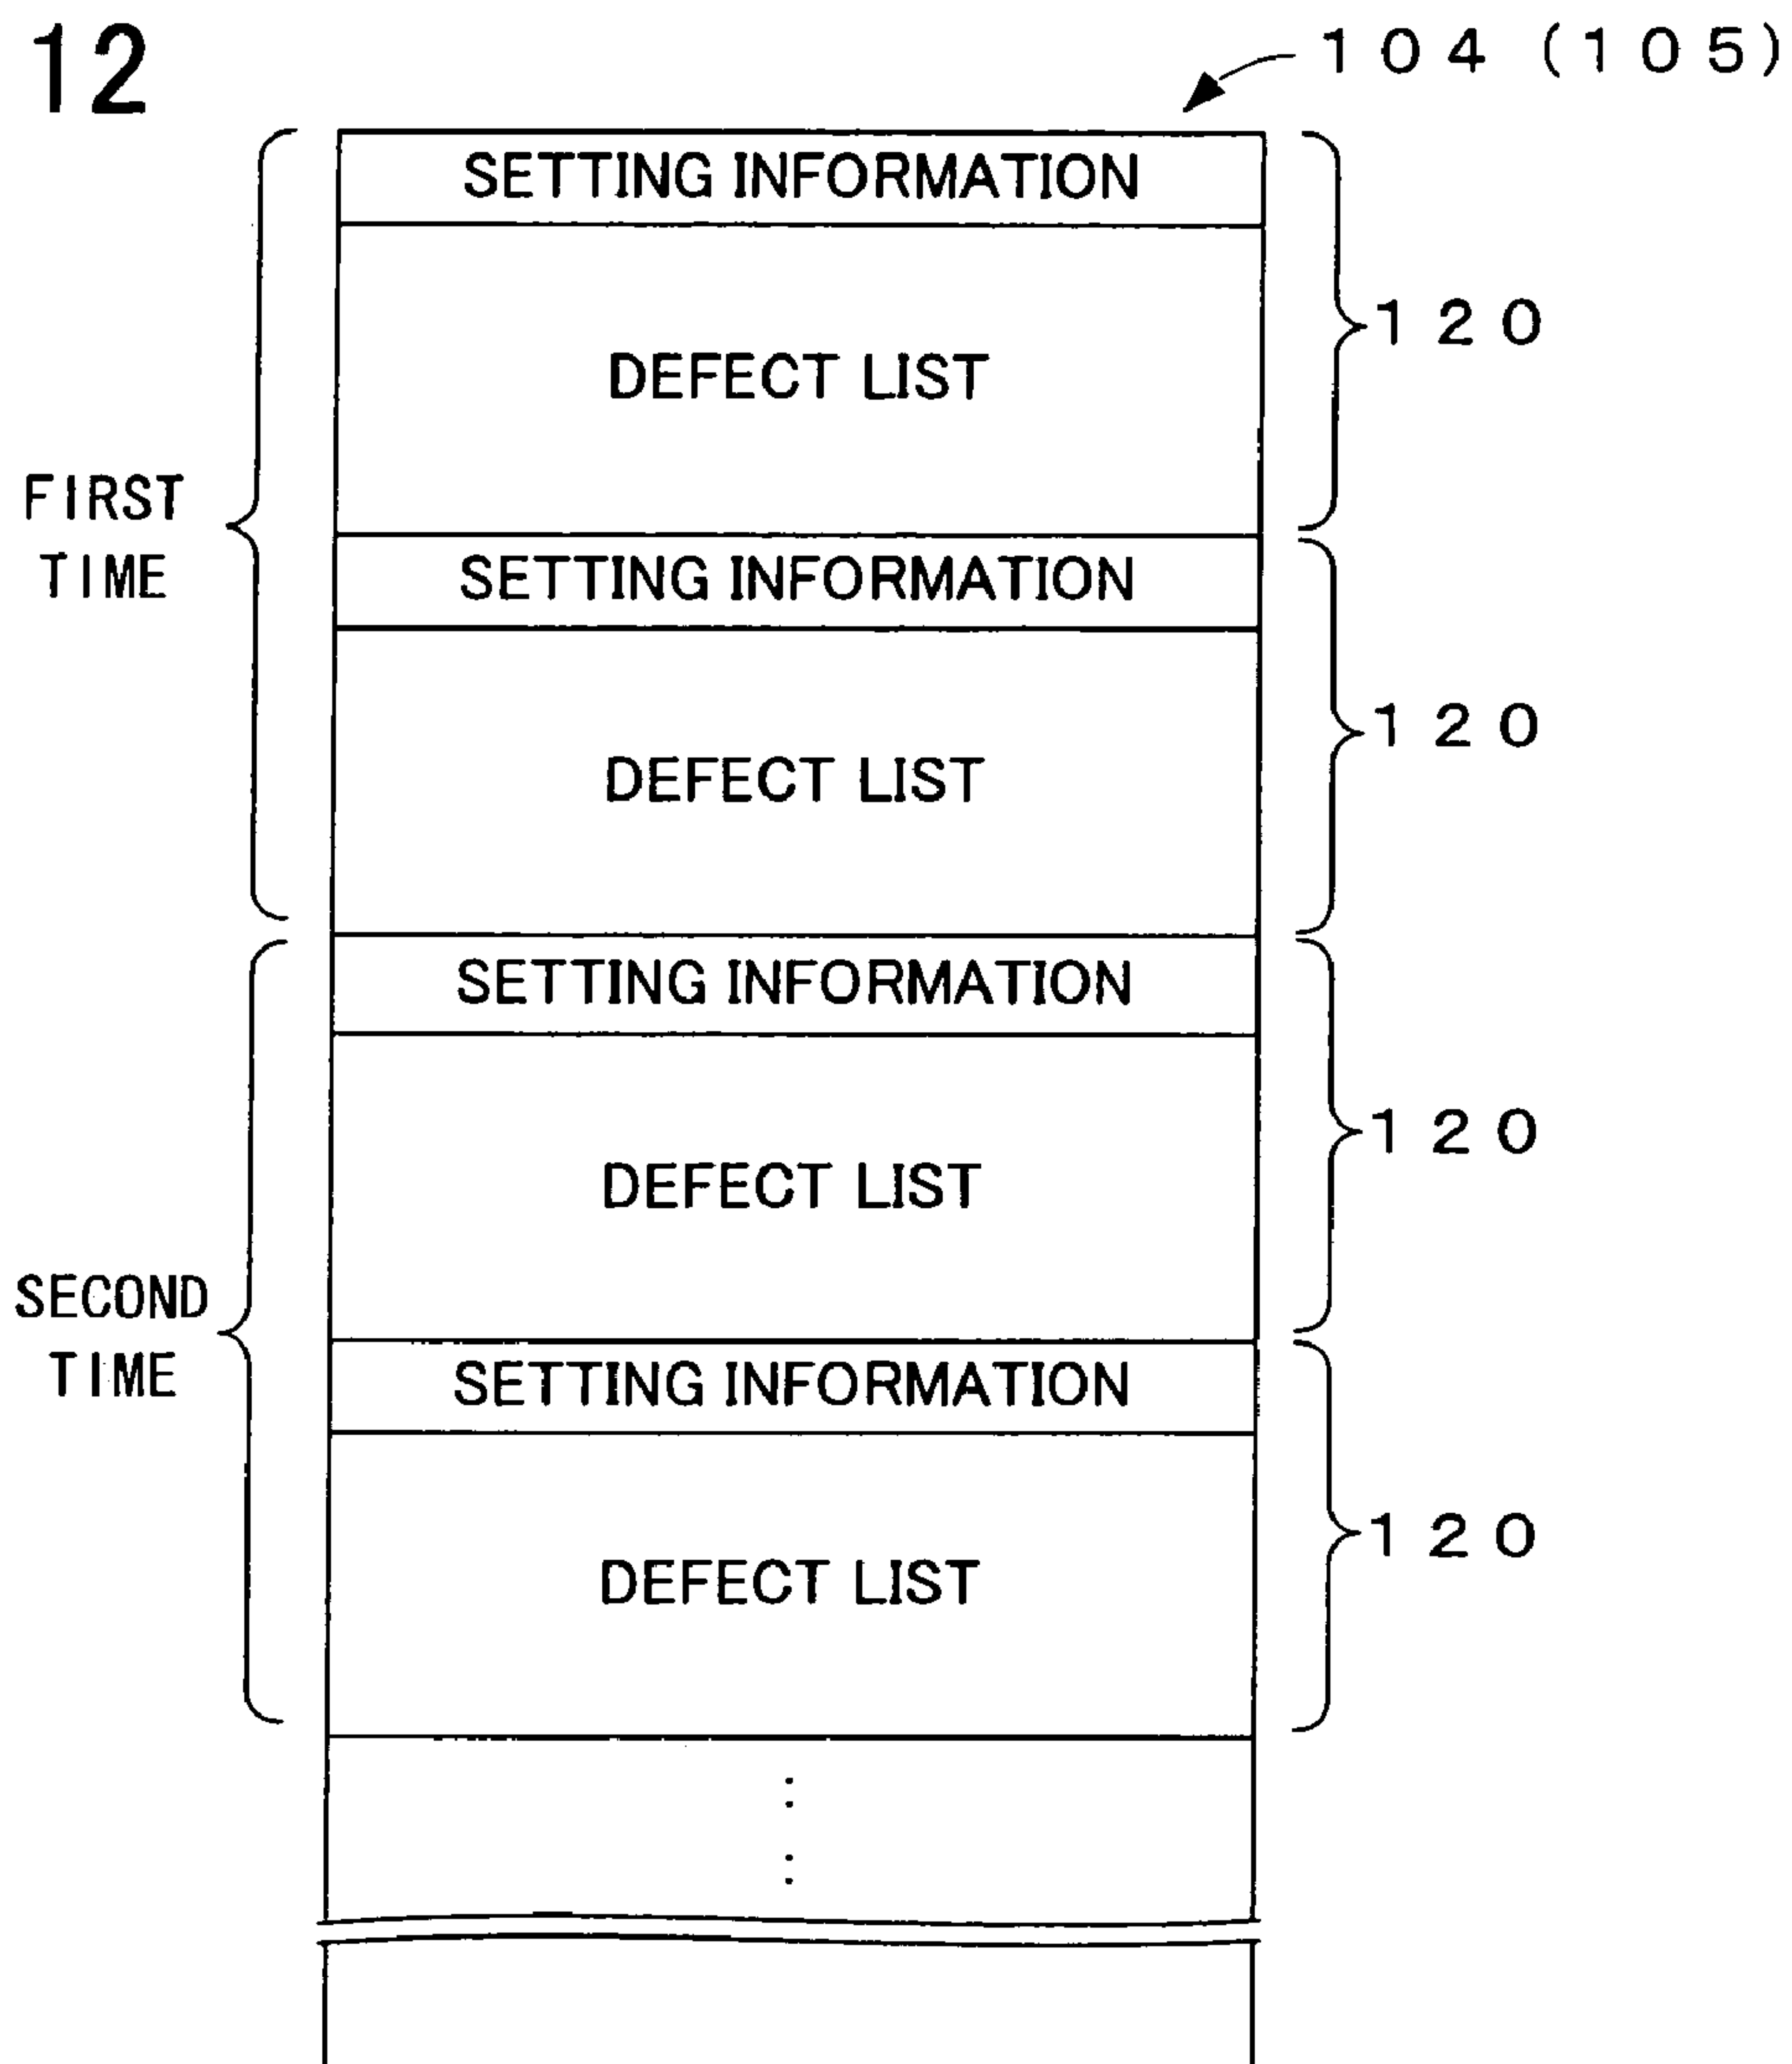 12
104 (105)
SETTING INFORMATION
DEFECT LIST
120
FIRST
TIME
SETTING INFORMATION
DEFECT LIST
120
SETTING INFORMATION
DEFECT LIST
120
SECOND
TIME
SETTING INFORMATION
DEFECT LIST
120